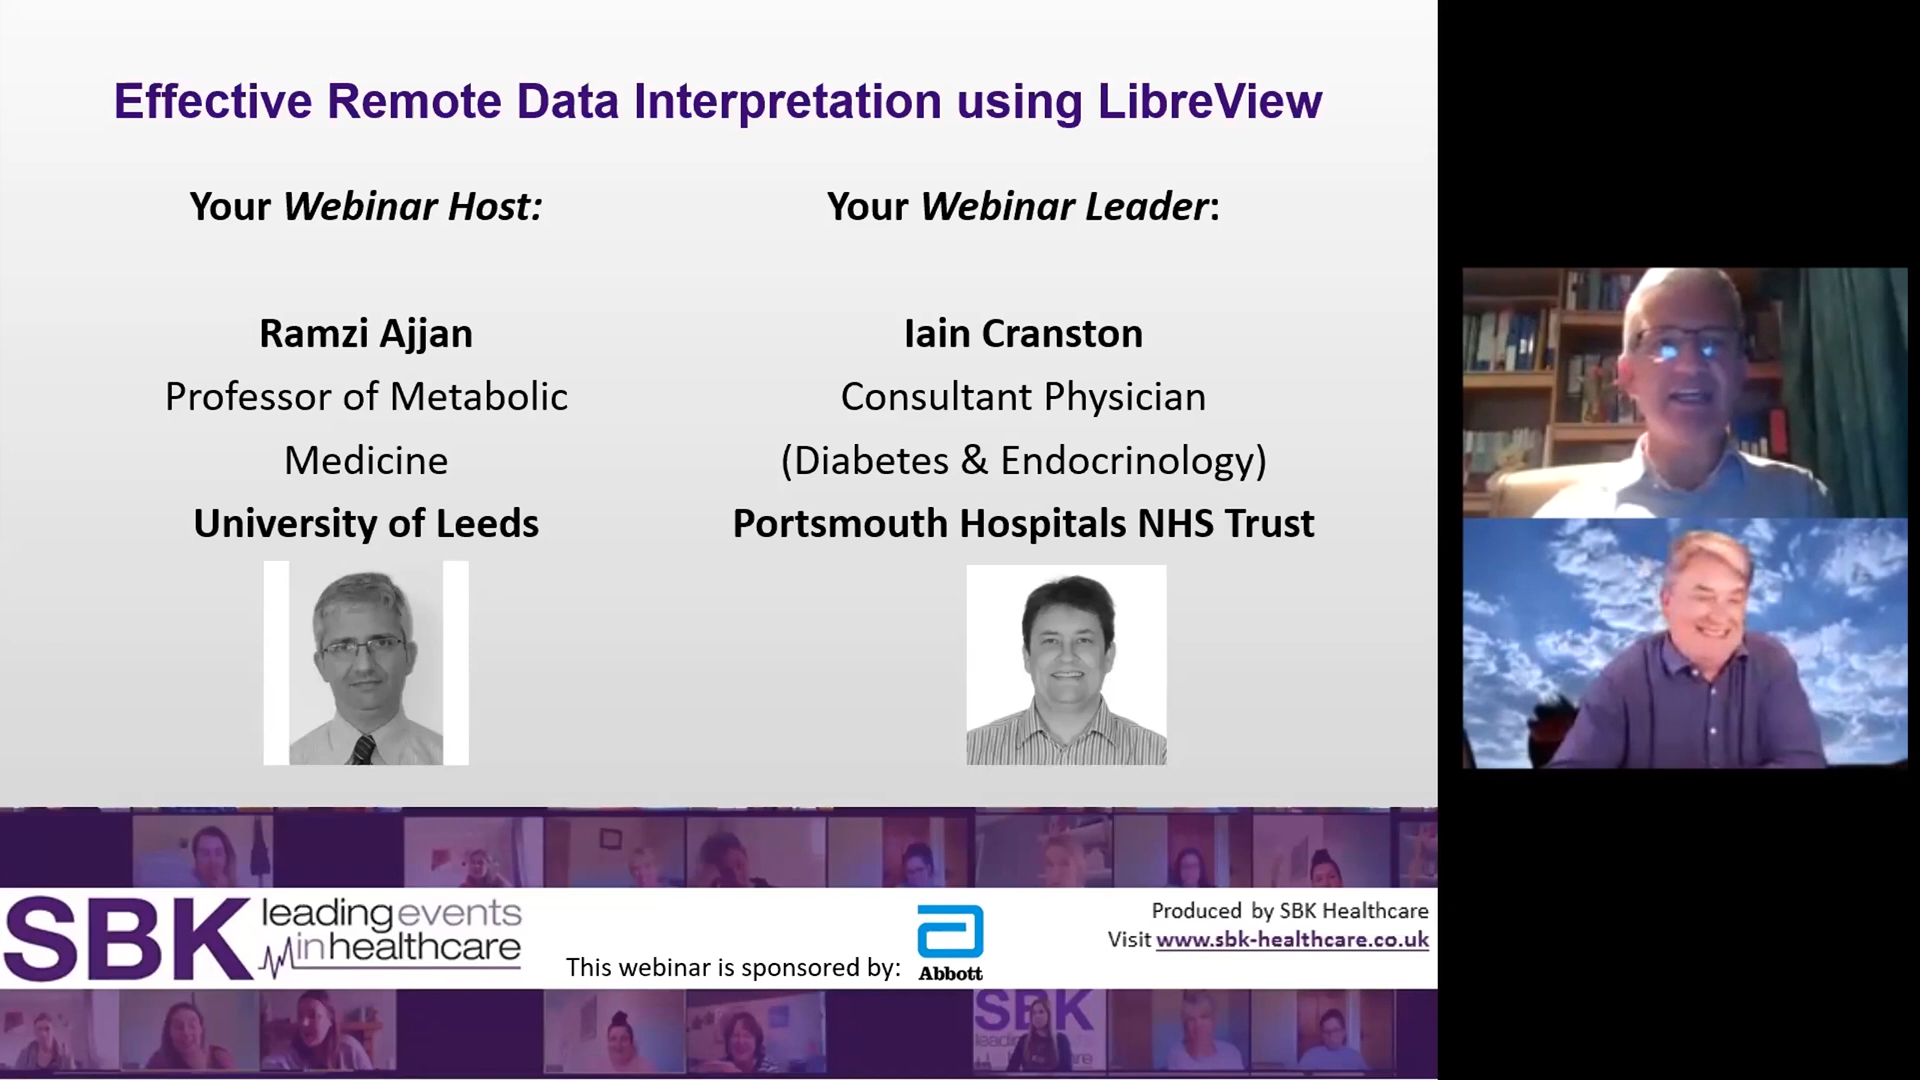 Effective Remote Data Interpretation using LibreView
Your Webinar Host:
Ramzi Ajjan
Professor of Metabolic
Medicine
University of Leeds
Your Webinar Leader:
Iain Cranston
Consultant Physician
(Diabetes & Endocrinology)
Portsmouth Hospitals NHS Trust
SBK leading events
in healthcare
This webinar is sponsored by:
Abbott
Produced by SBK Healthcare
Visit www.sbk-healthcare.co.uk
SBK